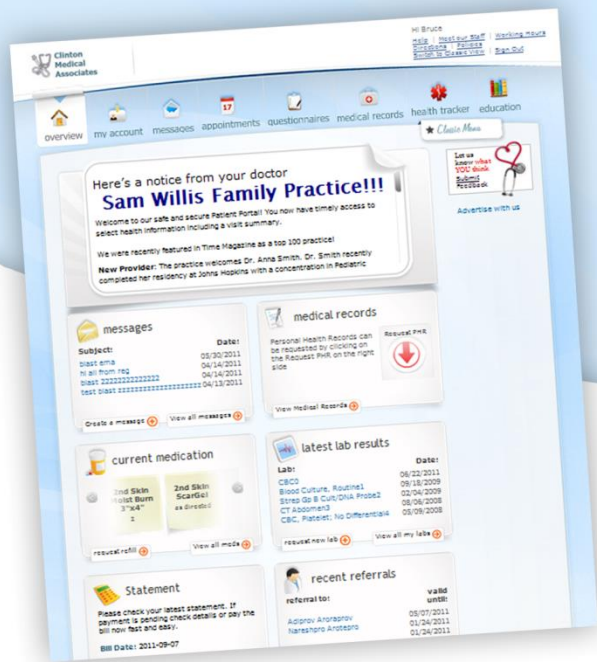 Clinton
Medical
Associates
Hi Bruce
Help | Meet our Staff | Working Hours
Directions | Policies
Switch to Classic View | Sign Out
overview
my account
messages
appointments
questionnaires
medical records
health tracker
education
17
Classic Menu
Here's a notice from your doctor
Sam Willis Family Practice!!!
Welcome to our safe and secure Patient Portal! You now have timely access to
select health information including a visit summary.
We were recently featured in Time Magazine as a top 100 practice!
New Provider: The practice welcomes Dr. Anna Smith. Dr. Smith recently
completed her residency at Johns Hopkins with a concentration in Pediatric
Let us
know what
YOU think
Submit
Feedback
Advertise with us
messages
Subject: Date:
blast ema 05/30/2011
hi all from reg 04/14/2011
blast 22222222222222 04/14/2011
04/13/2011
Create a message
View all messages
medical records
Personal Health Records can
be requested by clicking on
the Request PHR on the right
side
Request PHR
View Medical Records
current medication
2nd Skin
Moist Burn
3"x4"
2nd Skin
ScarGel
as directed
request refill
View all meds
latest lab results
Lab: Date:
CBC0 06/22/2011
Blood Culture, Routine1 09/18/2009
Strep Gp B Cult/DNA Probe2 02/04/2009
CT Abdomen3 08/06/2008
CBC, Platelet; No Differential4 05/09/2008
request new lab
View all my labs
Statement
Please check your latest statement. If
payment is pending check details or pay the
bill now fast and easy.
Bill Date: 2011-09-07
recent referrals
referral to: valid
until:
Adiprov Aroraprov 05/07/2011
Nareshpro Arotepro 01/24/2011
01/24/2011